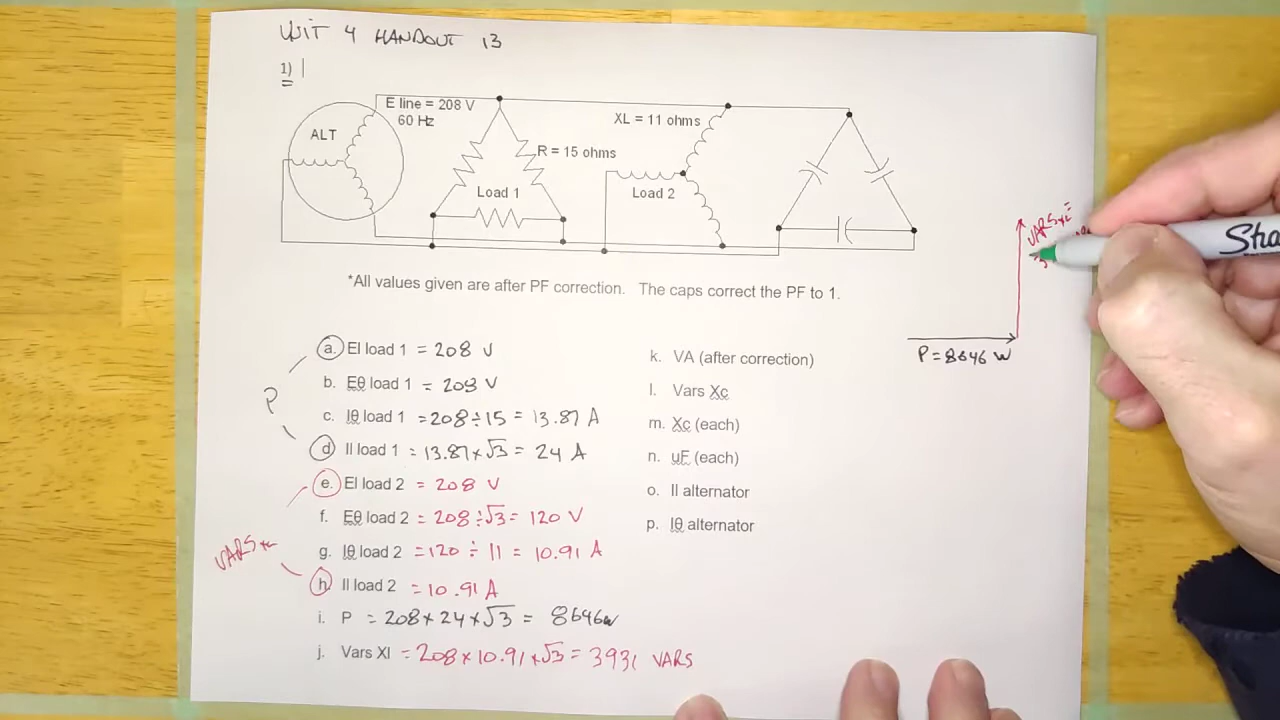 UNIT 4 HANDOUT 13
1)
E line = 208 V
60 Hz
ALT
R = 15 ohms
Load 1
XL = 11 ohms
Load 2
*All values given are after PF correction. The caps correct the PF to 1.
P
a. El load 1 = 208 V
b. Eθ load 1 = 208 V
c. Iθ load 1 = 208 ÷ 15 = 13.87 A
d Il load 1 = 13.87 × √3 = 24 A
e. El load 2 = 208 V
f. Eθ load 2 = 208 ÷ √3 = 120 V
g. Iθ load 2 = 120 ÷ 11 = 10.91 A
h. Il load 2 = 10.91 A
i. P = 208 × 24 × √3 = 8646 W
j. Vars Xl = 208 × 10.91 × √3 = 3931 VARS
k. VA (after correction)
l. Vars Xc
m. Xc (each)
n. uF (each)
o. Il alternator
p. Iθ alternator
P = 8646 W
Sha